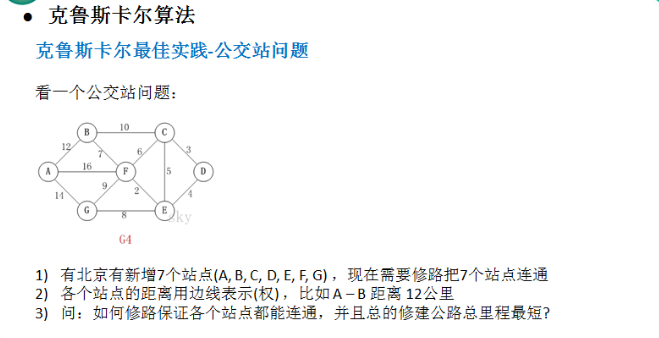 • 克鲁斯卡尔算法
克鲁斯卡尔最佳实践-公交站问题
看一个公交站问题：
B 10 C
12 7 6 3
A 16 F 5 D
14 9 2 4
G 8 E
sky
G4
1) 有北京有新增7个站点(A, B, C, D, E, F, G) ，现在需要修路把7个站点连通
2) 各个站点的距离用边线表示(权) ，比如 A – B 距离 12公里
3) 问：如何修路保证各个站点都能连通，并且总的修建公路总里程最短?